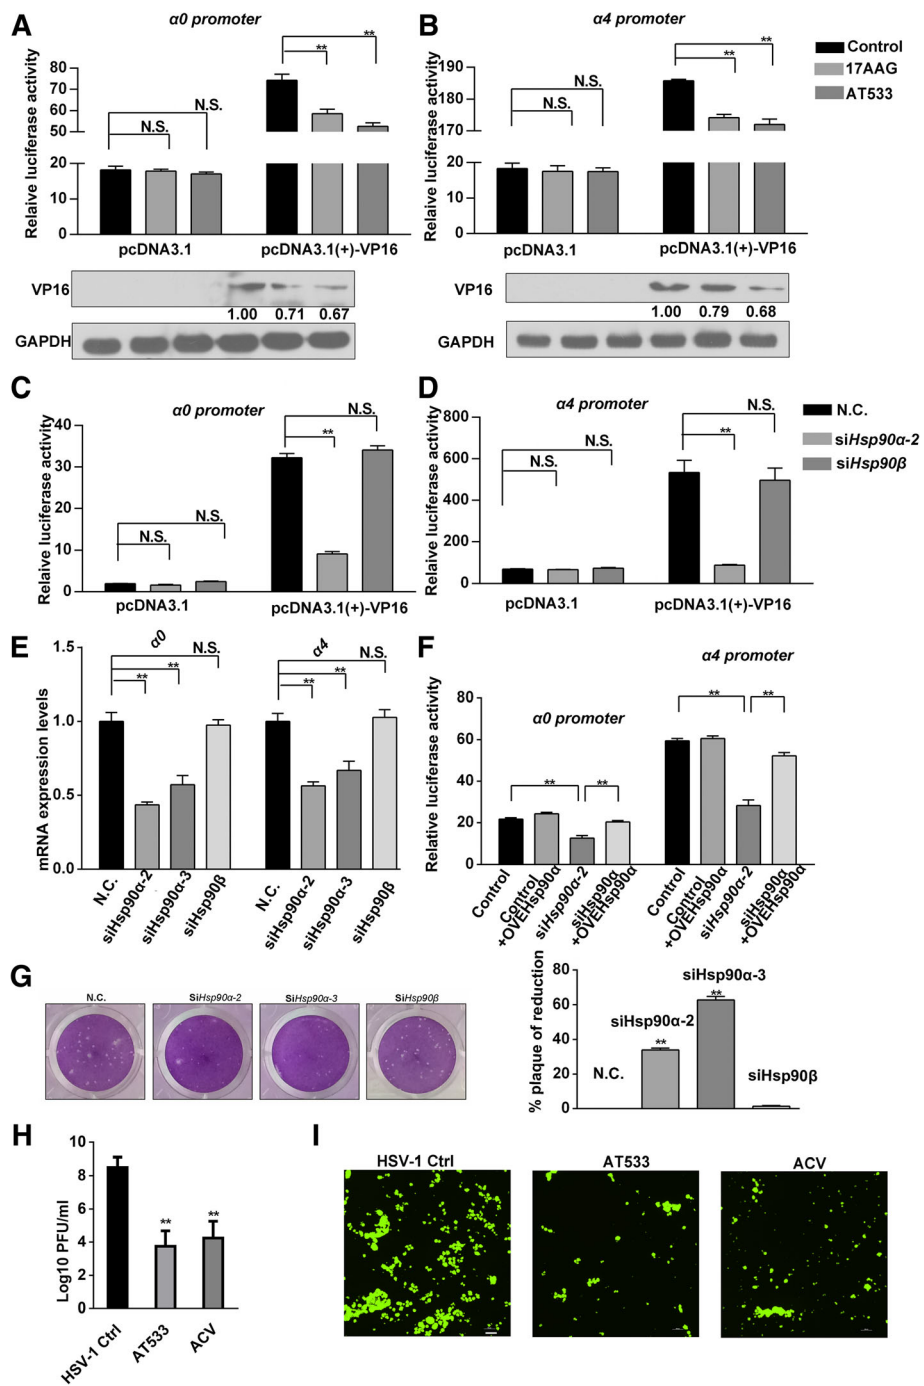 A
α0 promoter
Relaive luciferase activity
80
70
60
50
20
10
0
N.S.
N.S.
**
**
pcDNA3.1
pcDNA3.1(+)-VP16
VP16
1.00 0.71 0.67
GAPDH
B
α4 promoter
Relaive luciferase activity
190
180
170
20
10
0
N.S.
N.S.
**
**
Control
17AAG
AT533
pcDNA3.1
pcDNA3.1(+)-VP16
VP16
1.00 0.79 0.68
GAPDH
C
α0 promoter
Relaive luciferase activity
40
30
20
10
0
N.S.
N.S.
N.S.
**
pcDNA3.1
pcDNA3.1(+)-VP16
D
α4 promoter
Relaive luciferase activity
800
600
400
200
0
N.S.
N.S.
N.S.
**
N.C.
siHsp90α-2
siHsp90β
pcDNA3.1
pcDNA3.1(+)-VP16
E
mRNA expression levels
1.5
1.0
0.5
0.0
α0
N.S.
**
**
α4
N.S.
**
**
N.C.
siHsp90α-2
siHsp90α-3
siHsp90β
N.C.
siHsp90α-2
siHsp90α-3
siHsp90β
F
α4 promoter
α0 promoter
Relative luciferase activity
80
60
40
20
0
**
**
**
**
Control
Control
+OVEHsp90α
siHsp90α-2
siHsp90α
+OVEHsp90α
Control
Control
+OVEHsp90α
siHsp90α-2
siHsp90α
+OVEHsp90α
G
N.C.
SiHsp90α-2
SiHsp90α-3
SiHsp90β
% plaque of reduction
80
60
40
20
0
N.C.
siHsp90α-2
**
siHsp90α-3
**
siHsp90β
H
Log10 PFU/ml
10
8
6
4
2
0
**
**
HSV-1 Ctrl
AT533
ACV
I
HSV-1 Ctrl
AT533
ACV